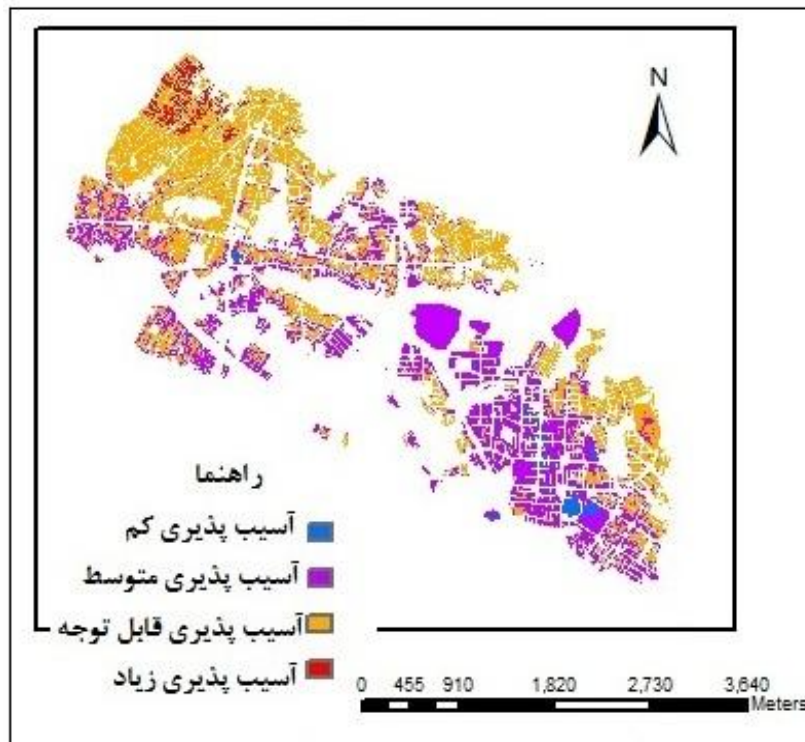 N
راهنما
آسیب پذیری کم
آسیب پذیری متوسط
آسیب پذیری قابل توجه
آسیب پذیری زیاد
0 455 910 1,820 2,730 3,640
Meters